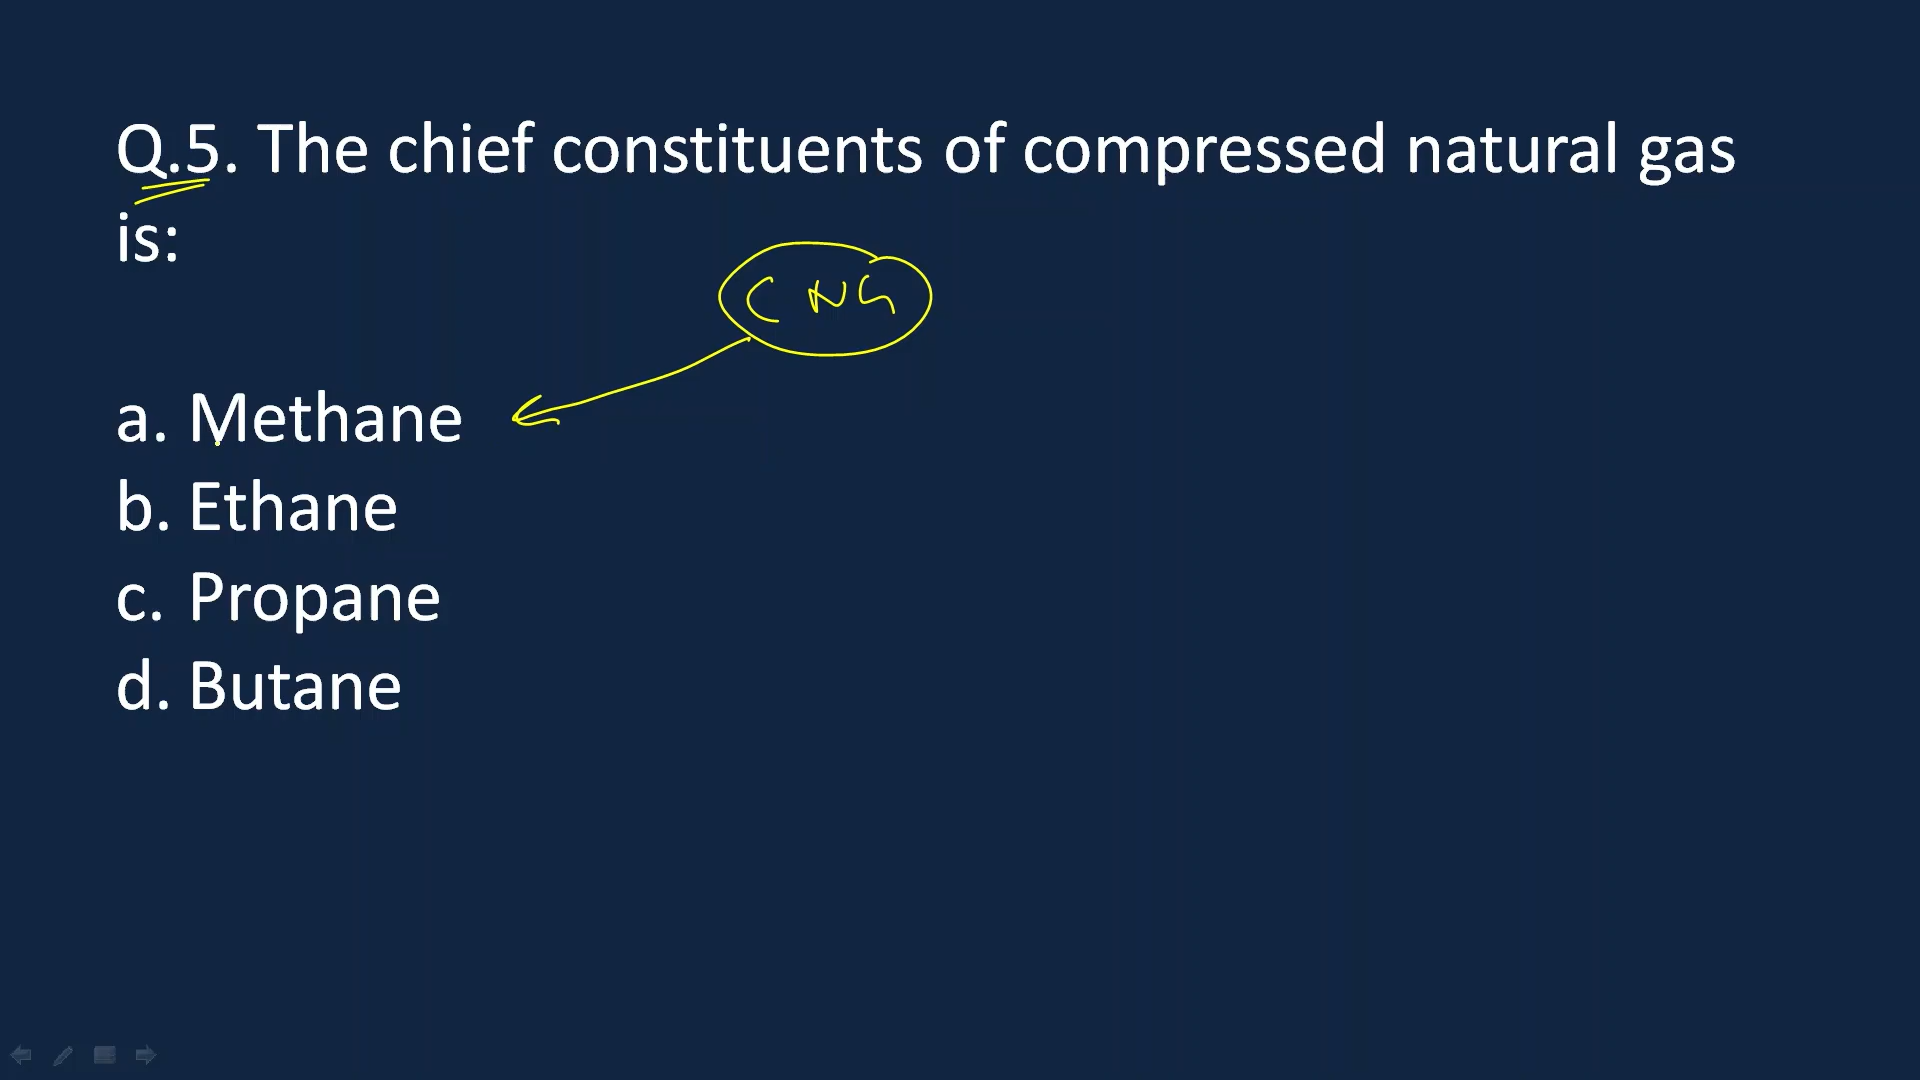 Q.5. The chief constituents of compressed natural gas
is:
CNG
a. Methane
b. Ethane
c. Propane
d. Butane